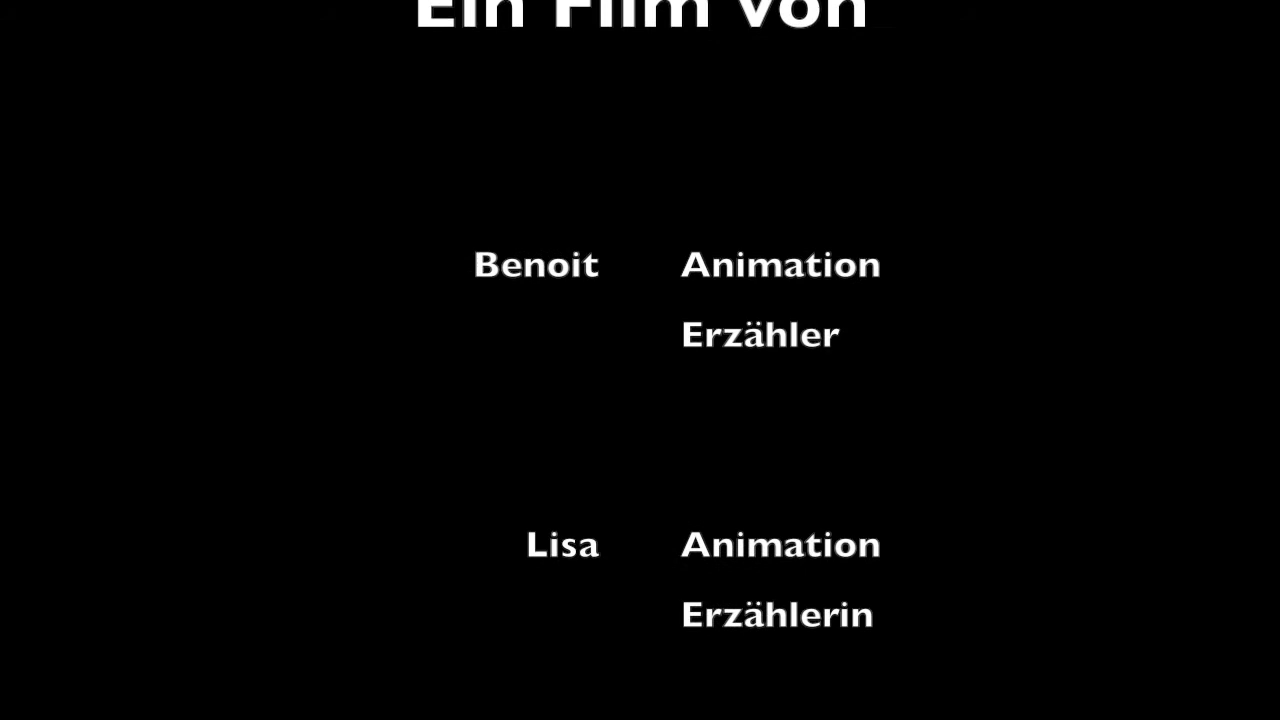 Ein Film von
Benoit Animation
Erzähler
Lisa Animation
Erzählerin